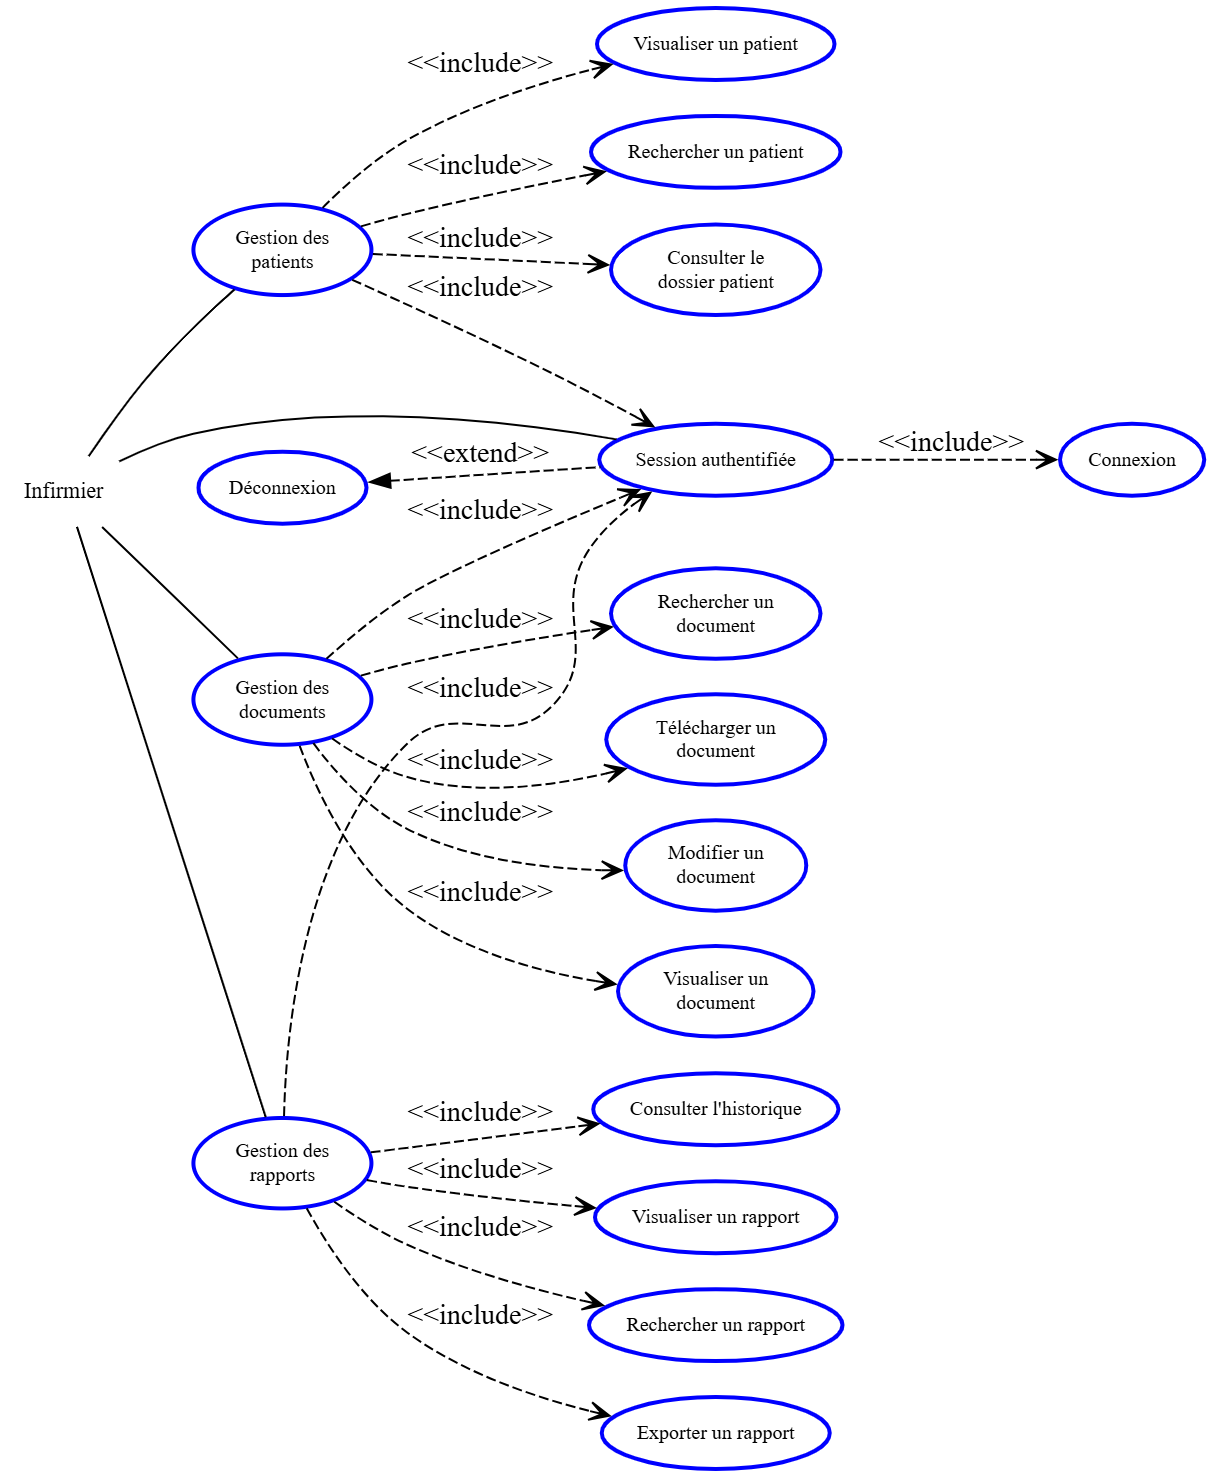 <<include>>
Visualiser un patient
<<include>>
Rechercher un patient
Gestion des
patients
<<include>>
Consulter le
dossier patient
<<include>>
<<extend>>
Session authentifiée
<<include>>
Connexion
Infirmier
Déconnexion
<<include>>
<<include>>
Rechercher un
document
Gestion des
documents
<<include>>
<<include>>
Télécharger un
document
<<include>>
Modifier un
document
<<include>>
Visualiser un
document
<<include>>
Consulter l'historique
Gestion des
rapports
<<include>>
Visualiser un rapport
<<include>>
Rechercher un rapport
<<include>>
Exporter un rapport